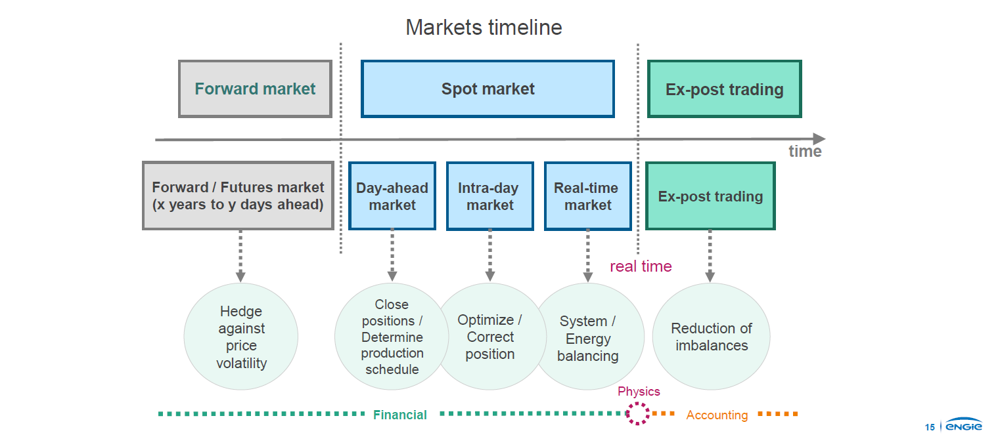 Markets timeline
Forward market
Spot market
Ex-post trading
time
Forward / Futures market
(x years to y days ahead)
Day-ahead
market
Intra-day
market
Real-time
market
Ex-post trading
real time
Hedge
against
price
volatility
Close
positions /
Determine
production
schedule
Optimize /
Correct
position
System /
Energy
balancing
Reduction of
imbalances
Physics
Financial
Accounting
15
ENGIE